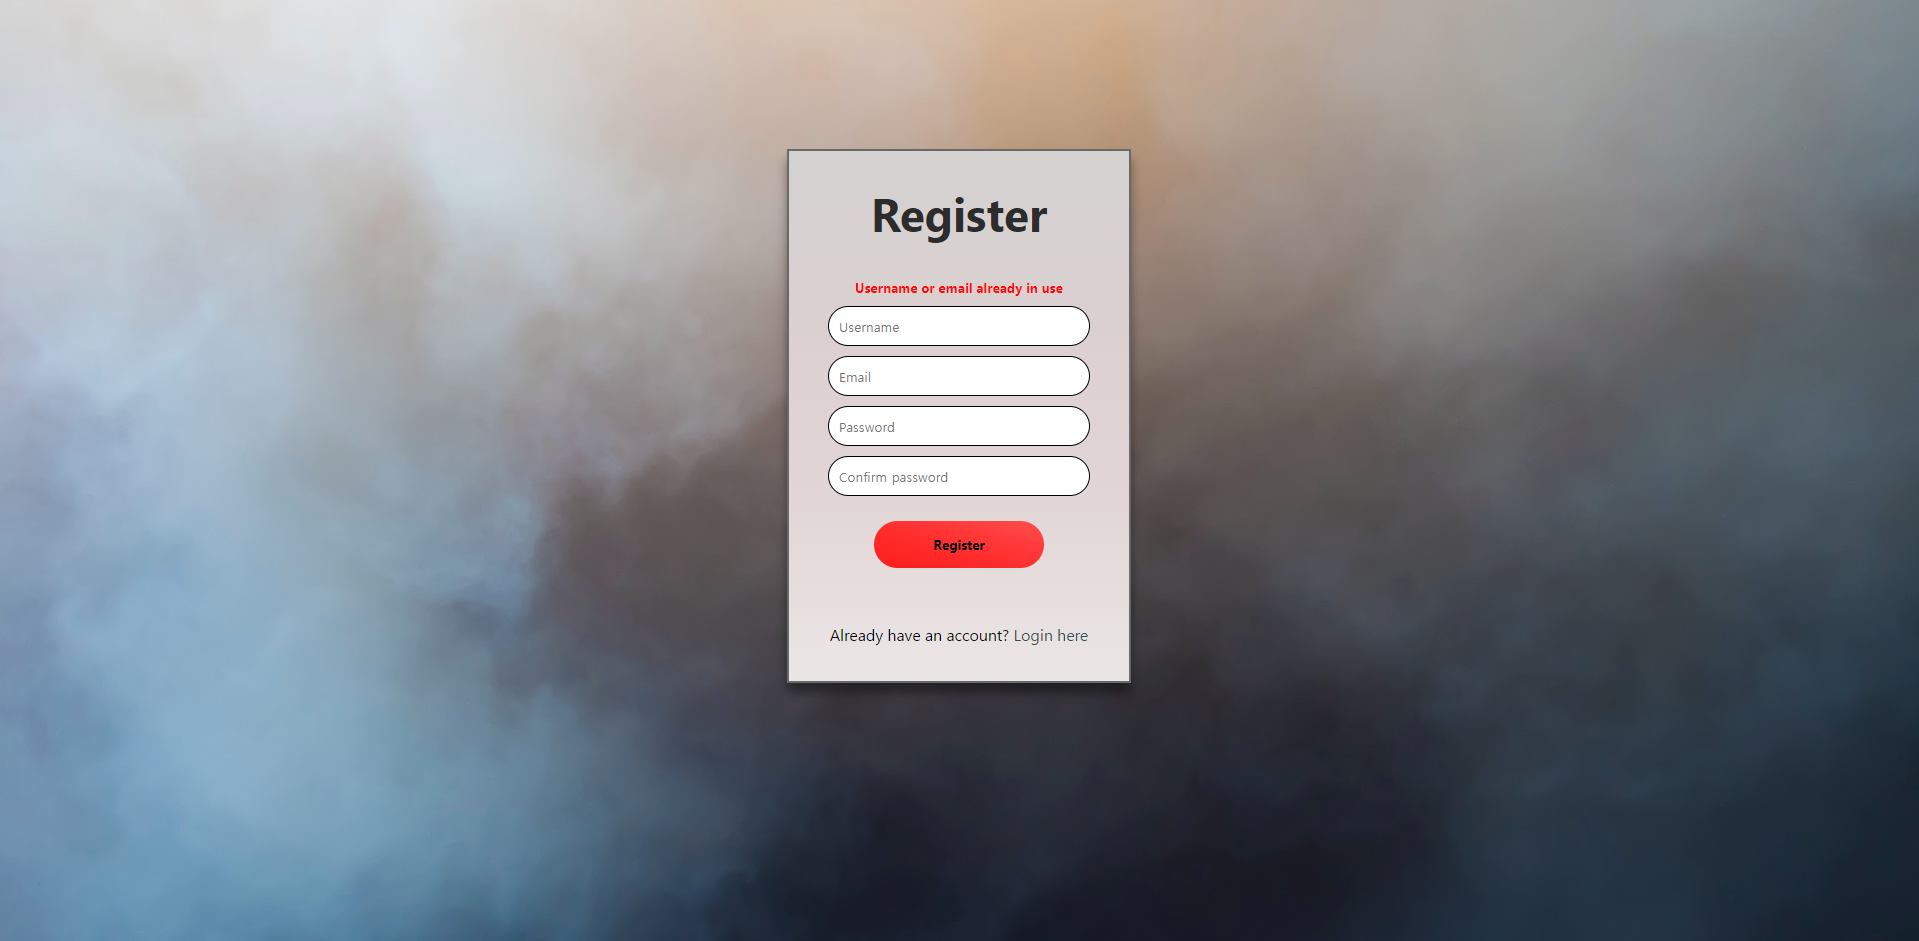 Register
Username or email already in use
Username
Email
Password
Confirm password
Register
Already have an account? Login here